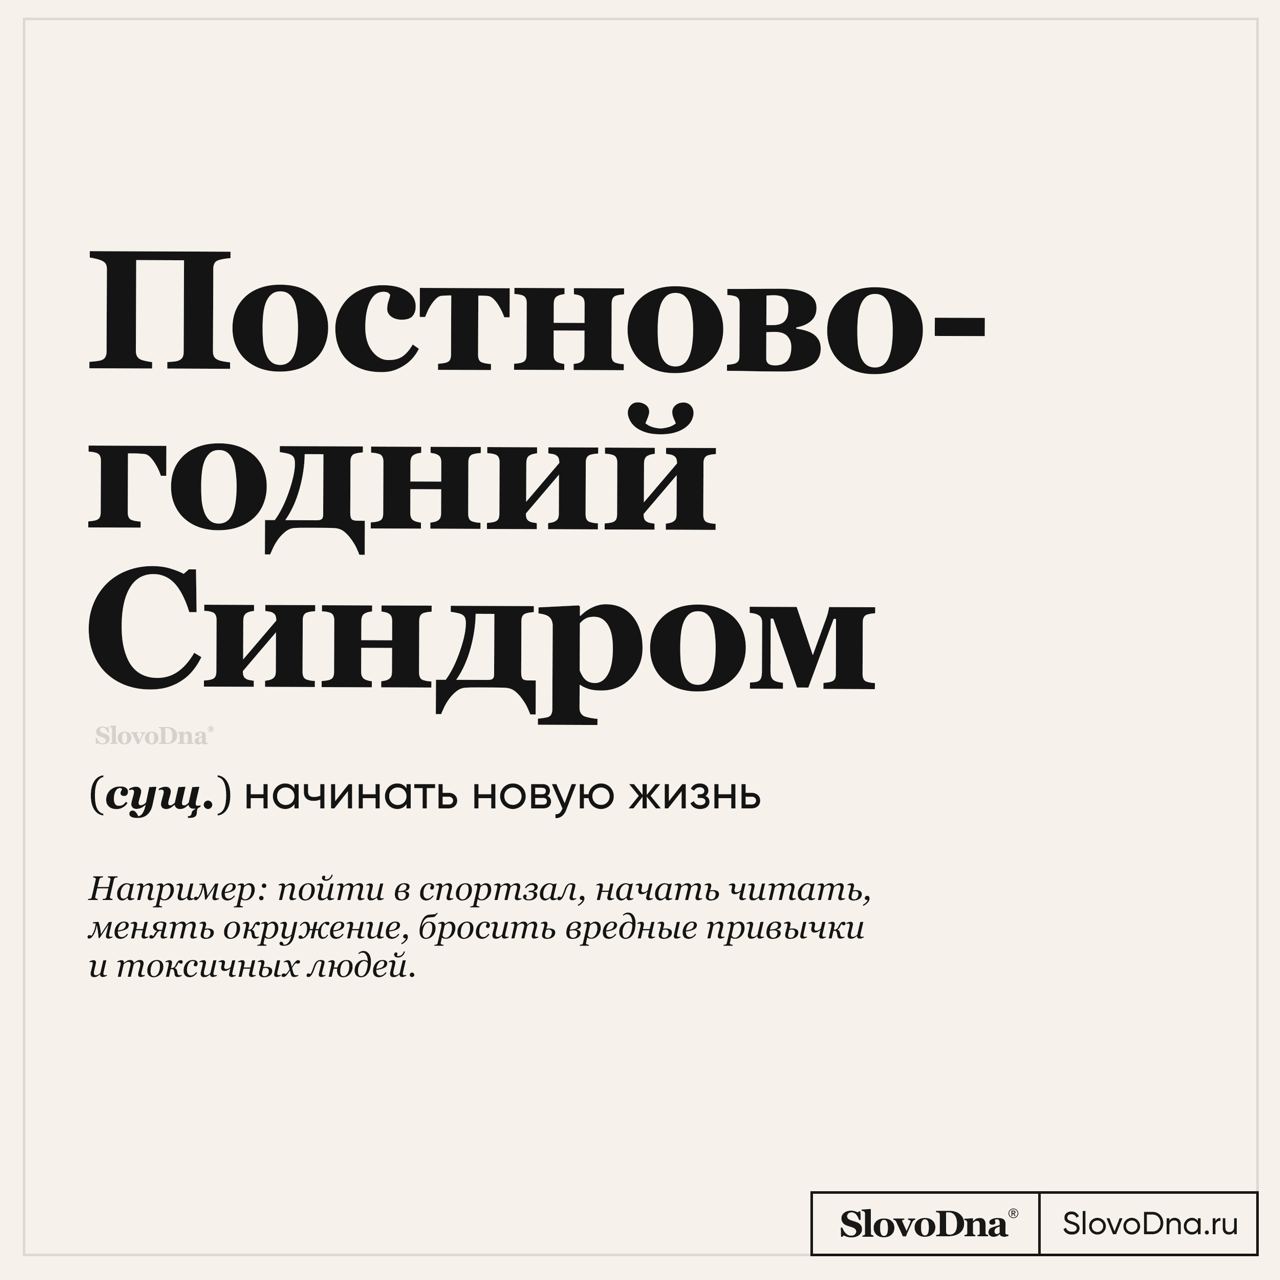 Постново-
годний
Синдром
SlovoDna®
(сущ.) начинать новую жизнь
Например: пойти в спортзал, начать читать,
менять окружение, бросить вредные привычки
и токсичных людей.
SlovoDna® SlovoDna.ru